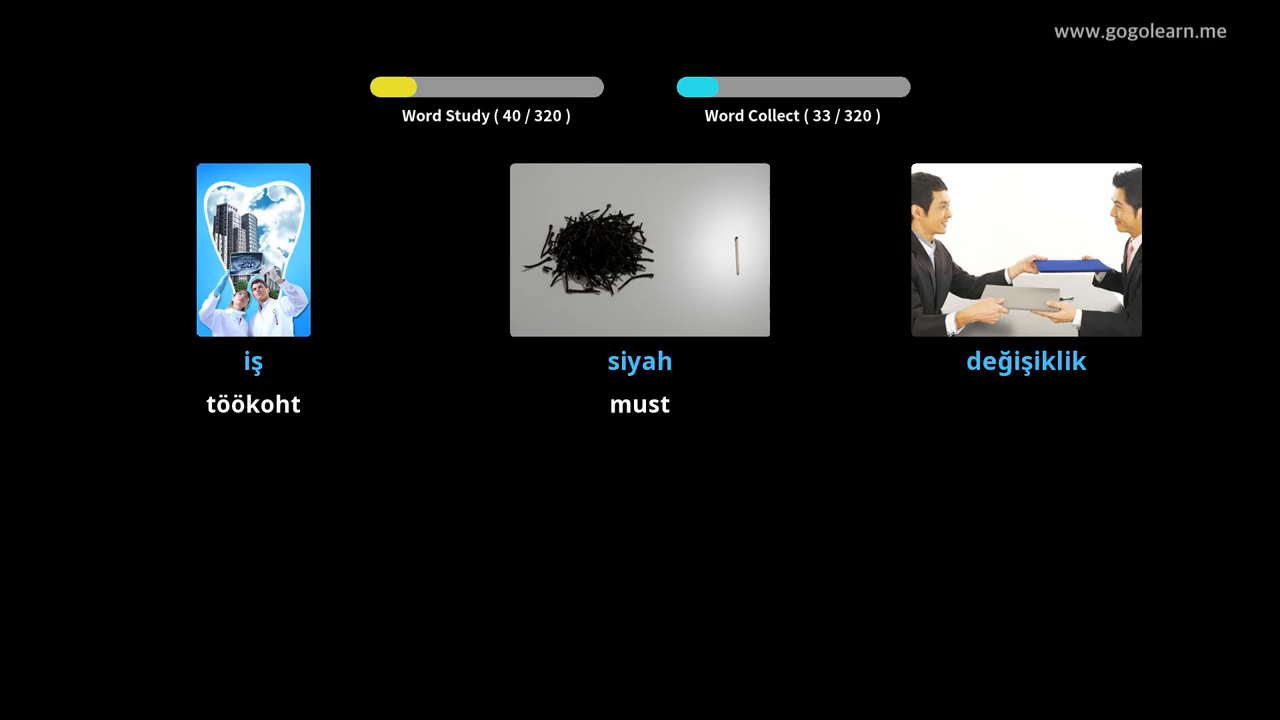 www.gogolearn.me
Word Study ( 40 / 320 )
Word Collect ( 33 / 320 )
iş
siyah
değişiklik
töökoht
must